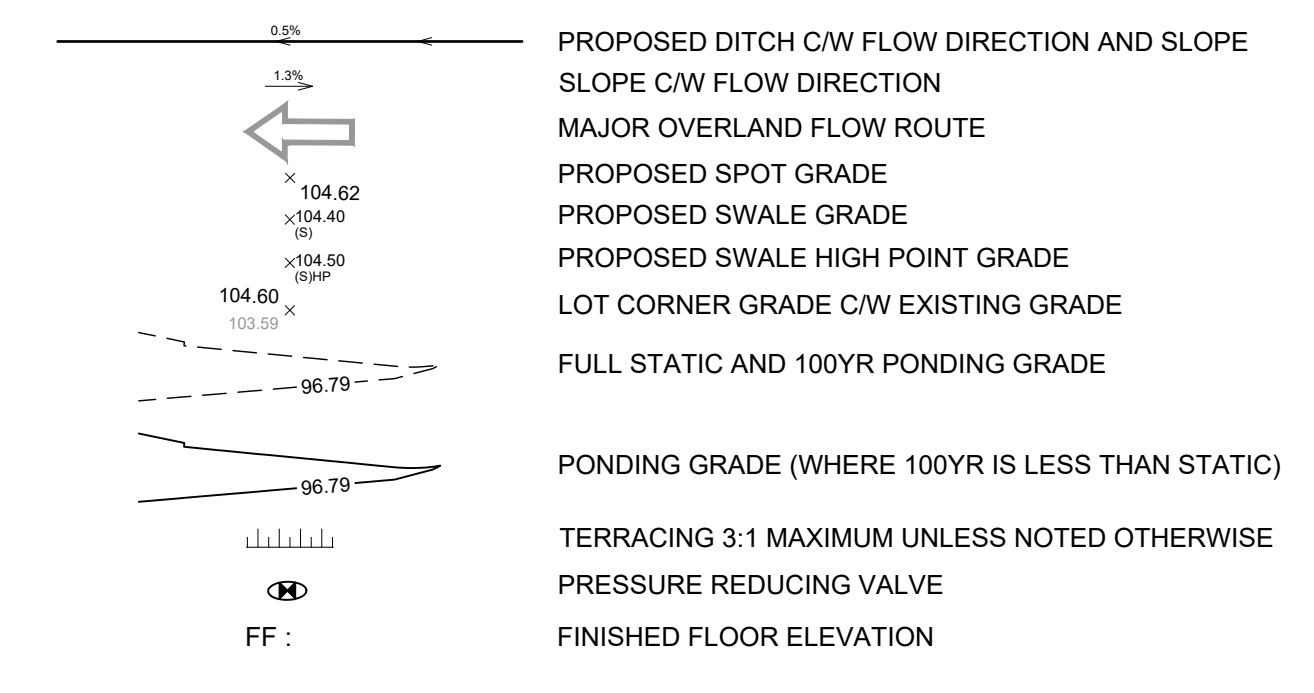 0.5%
PROPOSED DITCH C/W FLOW DIRECTION AND SLOPE
1.3%
SLOPE C/W FLOW DIRECTION
MAJOR OVERLAND FLOW ROUTE
104.62
PROPOSED SPOT GRADE
104.40
(S)
PROPOSED SWALE GRADE
104.50
(S)HP
PROPOSED SWALE HIGH POINT GRADE
104.60
103.59
LOT CORNER GRADE C/W EXISTING GRADE
96.79
FULL STATIC AND 100YR PONDING GRADE
96.79
PONDING GRADE (WHERE 100YR IS LESS THAN STATIC)
TERRACING 3:1 MAXIMUM UNLESS NOTED OTHERWISE
PRESSURE REDUCING VALVE
FF :
FINISHED FLOOR ELEVATION